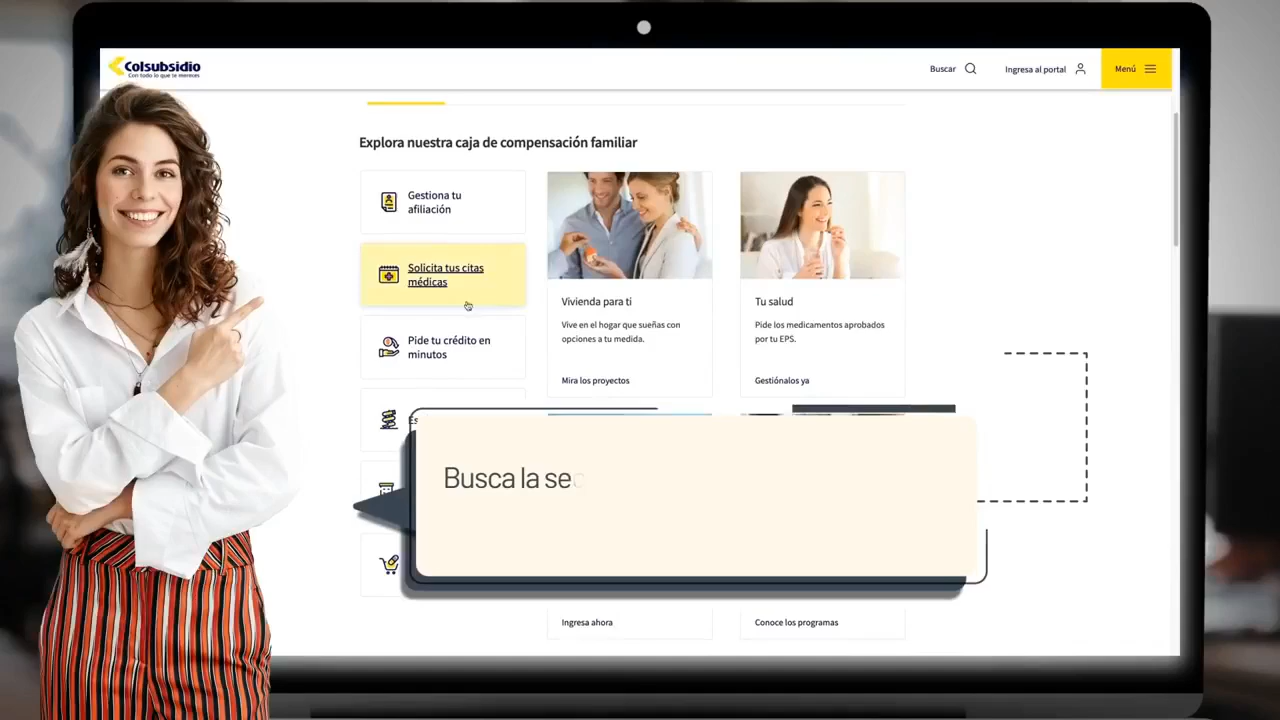 Colsubsidio
Con todo lo que te mereces
Buscar
Ingresa al portal
Menú
Explora nuestra caja de compensación familiar
Gestiona tu
afiliación
Solicita tus citas
médicas
Pide tu crédito en
minutos
Vivienda para ti
Vive en el hogar que sueñas con
opciones a tu medida.
Mira los proyectos
Tu salud
Pide los medicamentos aprobados
por tu EPS.
Gestiónalos ya
Busca la sec
Ingresa ahora
Conoce los programas